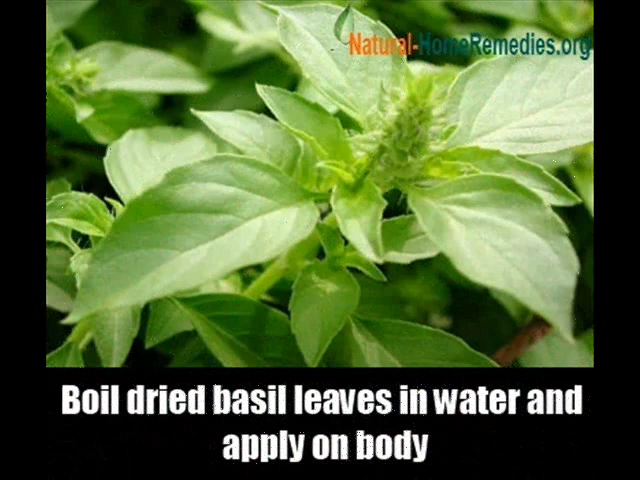 Natural-HomeRemedies.org
Boil dried basil leaves in water and
apply on body